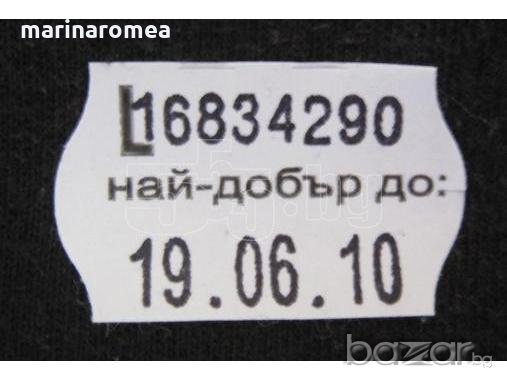 marinaromea
L16834290
най-добър до:
19.06.10
bazar.bg